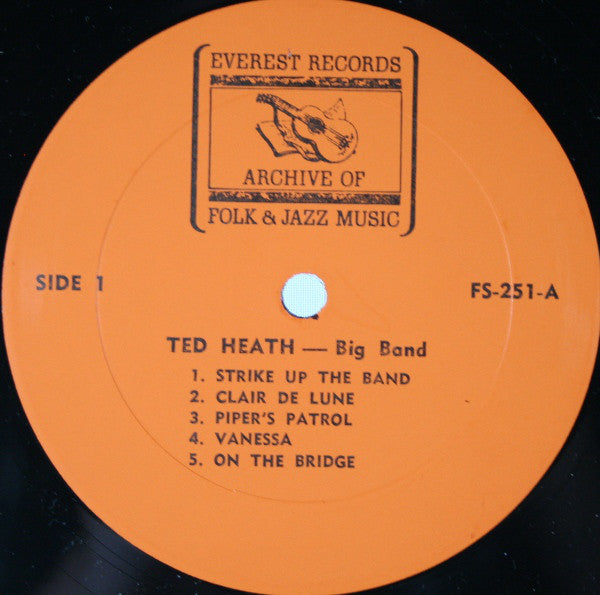 EVEREST RECORDS
ARCHIVE OF
FOLK & JAZZ MUSIC
SIDE 1
FS-251-A
TED HEATH — Big Band
1. STRIKE UP THE BAND
2. CLAIR DE LUNE
3. PIPER'S PATROL
4. VANESSA
5. ON THE BRIDGE